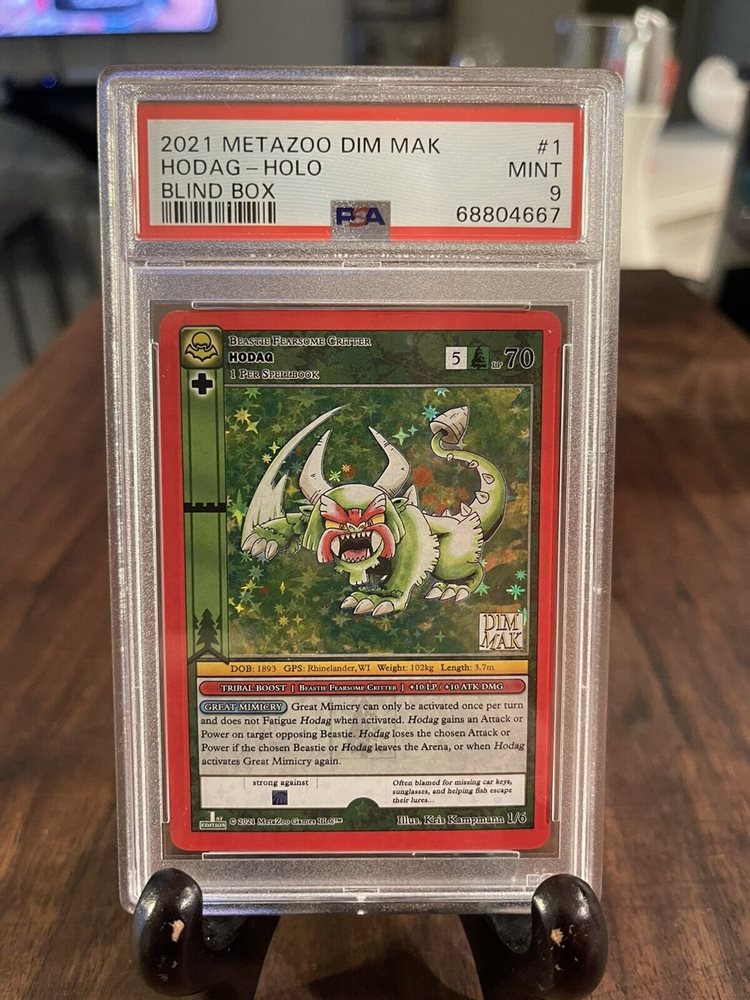 2021 METAZOO DIM MAK #1
HODAG – HOLO MINT
BLIND BOX 9
PSA 68804667
BEASTIE FEARSOME CRITTER
HODAG 5 LP 70
1 PER SPELLBOOK
DIM
MAK
DOB: 1893 GPS: Rhinelander, WI Weight: 102kg Length: 3.7m
TRIBAL BOOST | BEASTIE FEARSOME CRITTER | +10 LP / +10 ATK DMG
GREAT MIMICRY Great Mimicry can only be activated once per turn
and does not Fatigue Hodag when activated. Hodag gains an Attack or
Power on target opposing Beastie. Hodag loses the chosen Attack or
Power if the chosen Beastie or Hodag leaves the Arena, or when Hodag
activates Great Mimicry again.
strong against
Often blamed for missing car keys,
sunglasses, and helping fish escape
their lures...
1ST EDITION © 2021 MetaZoo Games LLC™ Illus. Kris Kampmann 1/6